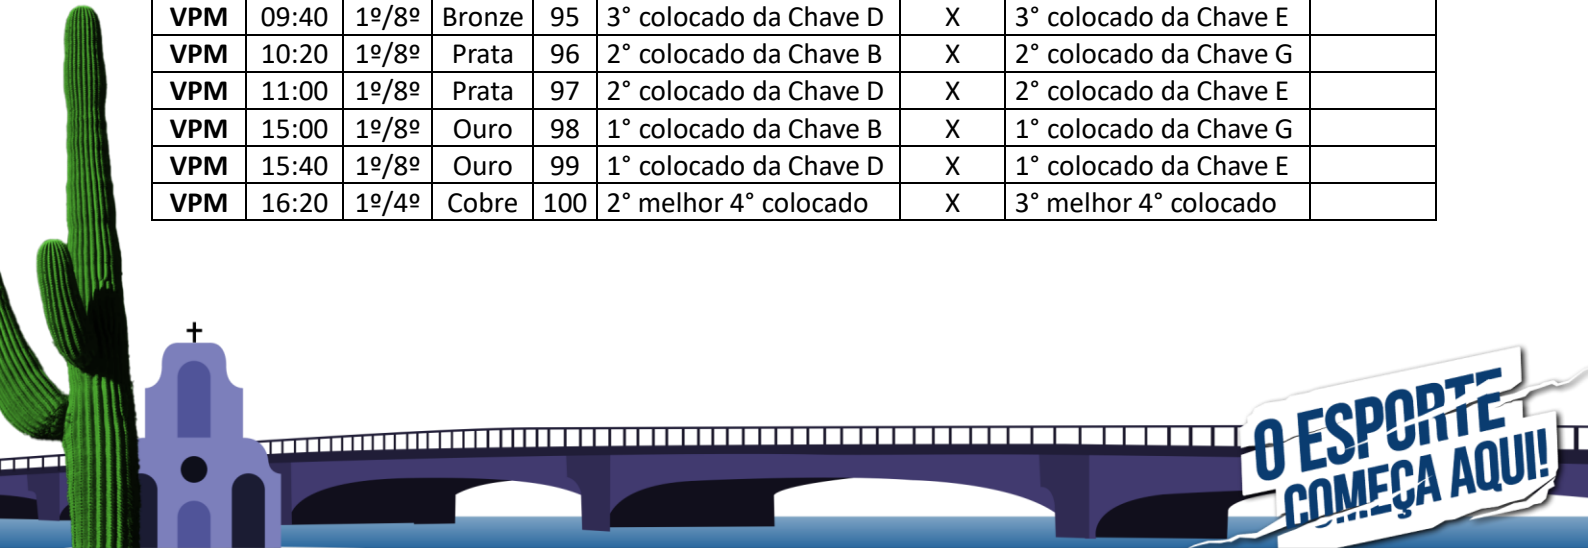 VPM 09:40 1º/8º Bronze 95 3° colocado da Chave D X 3° colocado da Chave E
VPM 10:20 1º/8º Prata 96 2° colocado da Chave B X 2° colocado da Chave G
VPM 11:00 1º/8º Prata 97 2° colocado da Chave D X 2° colocado da Chave E
VPM 15:00 1º/8º Ouro 98 1° colocado da Chave B X 1° colocado da Chave G
VPM 15:40 1º/8º Ouro 99 1° colocado da Chave D X 1° colocado da Chave E
VPM 16:20 1º/4º Cobre 100 2° melhor 4° colocado X 3° melhor 4° colocado
O ESPORTE
COMEÇA AQUI!